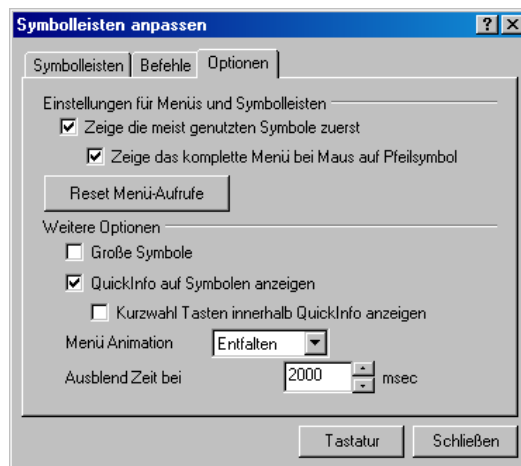 Symbolleisten anpassen
Symbolleisten Befehle Optionen
Einstellungen für Menüs und Symbolleisten
Zeige die meist genutzten Symbole zuerst
Zeige das komplette Menü bei Maus auf Pfeilsymbol
Reset Menü-Aufrufe
Weitere Optionen
Große Symbole
QuickInfo auf Symbolen anzeigen
Kurzwahl Tasten innerhalb QuickInfo anzeigen
Menü Animation Entfalten
Ausblend Zeit bei 2000 msec
Tastatur Schließen